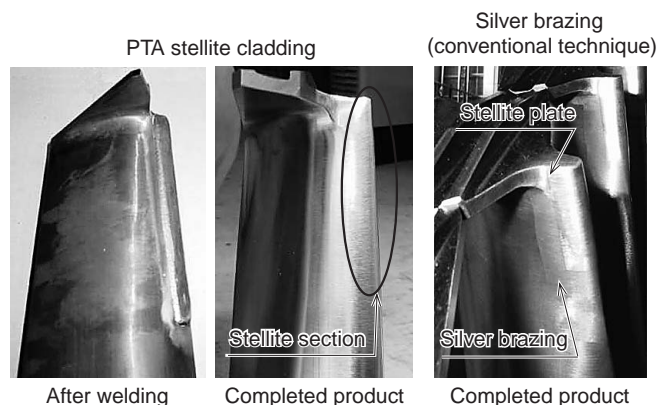 PTA stellite cladding
Silver brazing
(conventional technique)
Stellite plate
Stellite section
Silver brazing
After welding
Completed product
Completed product